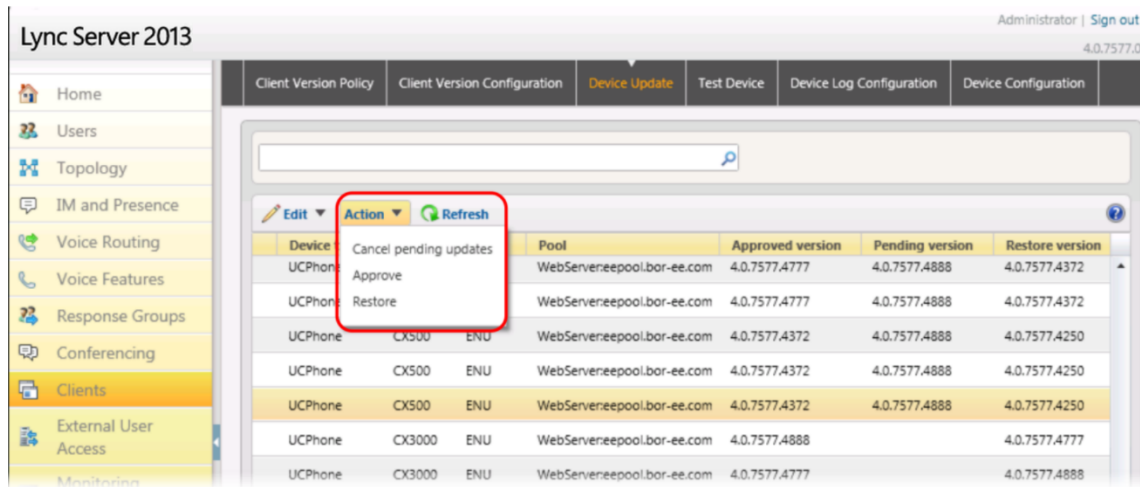 Administrator | Sign out
Lync Server 2013
4.0.7577.0
Home
Users
Topology
IM and Presence
Voice Routing
Voice Features
Response Groups
Conferencing
Clients
External User
Access
Monitoring
Client Version Policy Client Version Configuration Device Update Test Device Device Log Configuration Device Configuration
Edit Action Refresh
Cancel pending updates
Approve
Restore
Device Pool Approved version Pending version Restore version
UCPhone WebServer:eepool.bor-ee.com 4.0.7577.4777 4.0.7577.4888 4.0.7577.4372
UCPhone WebServer:eepool.bor-ee.com 4.0.7577.4777 4.0.7577.4888 4.0.7577.4372
UCPhone CX500 ENU WebServer:eepool.bor-ee.com 4.0.7577.4372 4.0.7577.4888 4.0.7577.4250
UCPhone CX500 ENU WebServer:eepool.bor-ee.com 4.0.7577.4372 4.0.7577.4888 4.0.7577.4250
UCPhone CX500 ENU WebServer:eepool.bor-ee.com 4.0.7577.4372 4.0.7577.4888 4.0.7577.4250
UCPhone CX3000 ENU WebServer:eepool.bor-ee.com 4.0.7577.4888 4.0.7577.4777
UCPhone CX3000 ENU WebServer:eepool.bor-ee.com 4.0.7577.4777 4.0.7577.4888